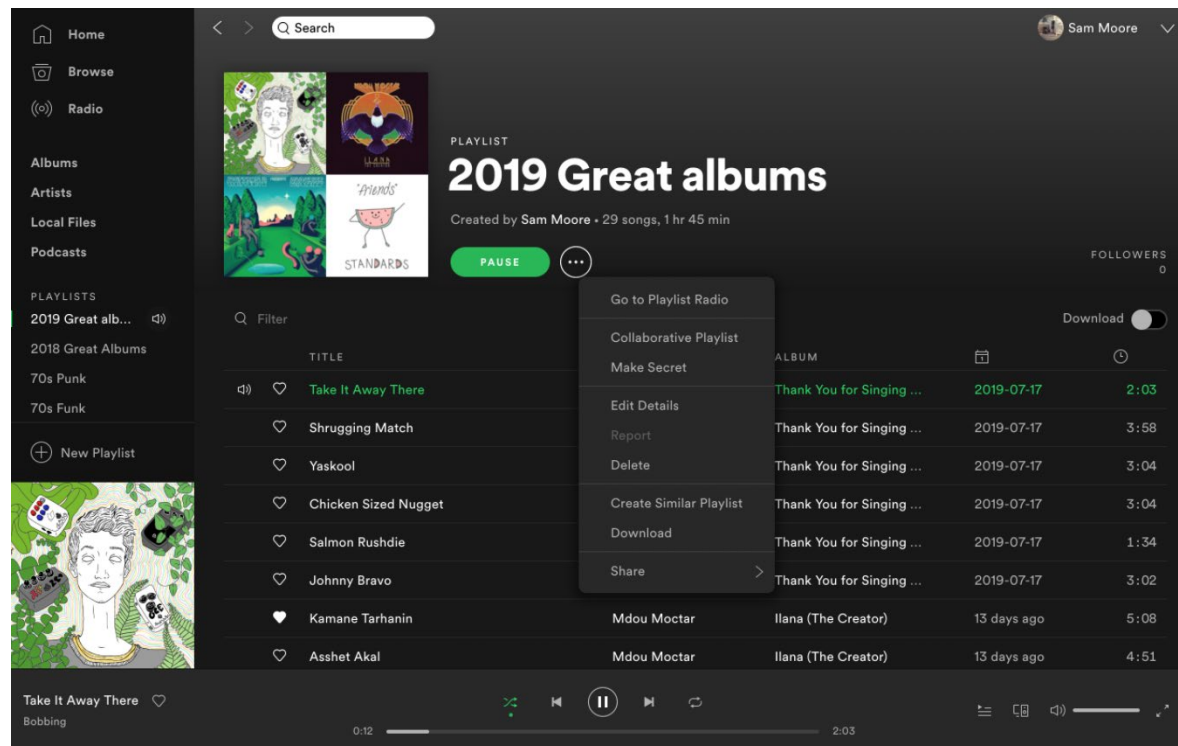 Home
Browse
Radio
Albums
Artists
Local Files
Podcasts
PLAYLISTS
2019 Great alb...
2018 Great Albums
70s Punk
70s Funk
New Playlist
Search
Sam Moore
ILANA
"Friends"
STANDARDS
PLAYLIST
2019 Great albums
Created by Sam Moore • 29 songs, 1 hr 45 min
PAUSE
FOLLOWERS
0
Filter
Download
TITLE ALBUM
Take It Away There Thank You for Singing ... 2019-07-17 2:03
Shrugging Match Thank You for Singing ... 2019-07-17 3:58
Yaskool Thank You for Singing ... 2019-07-17 3:04
Chicken Sized Nugget Thank You for Singing ... 2019-07-17 3:04
Salmon Rushdie Thank You for Singing ... 2019-07-17 1:34
Johnny Bravo Thank You for Singing ... 2019-07-17 3:02
Kamane Tarhanin Mdou Moctar Ilana (The Creator) 13 days ago 5:08
Asshet Akal Mdou Moctar Ilana (The Creator) 13 days ago 4:51
Go to Playlist Radio
Collaborative Playlist
Make Secret
Edit Details
Report
Delete
Create Similar Playlist
Download
Share
Take It Away There
Bobbing
0:12 2:03